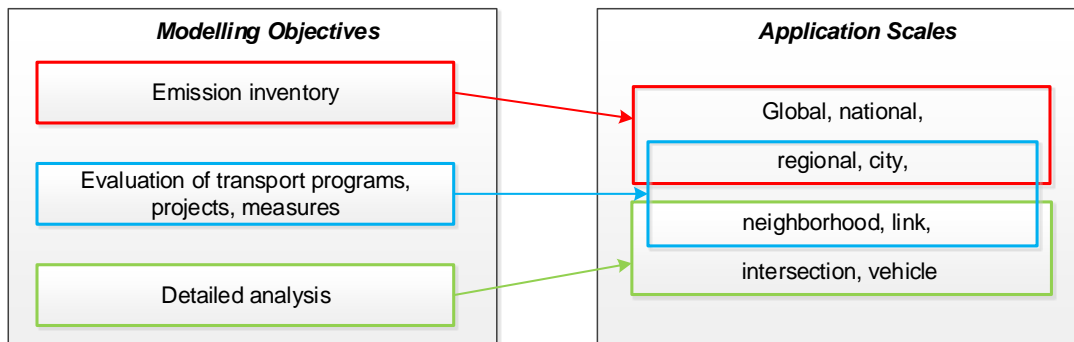 Modelling Objectives
Emission inventory
Evaluation of transport programs,
projects, measures
Detailed analysis
Application Scales
Global, national,
regional, city,
neighborhood, link,
intersection, vehicle